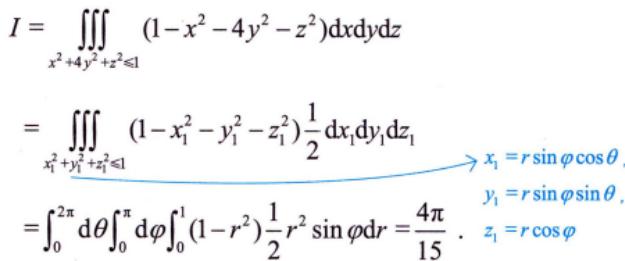 I = ∭_{x²+4y²+z²≤1} (1−x²−4y²−z²)dxdydz
= ∭_{x₁²+y₁²+z₁²≤1} (1−x₁²−y₁²−z₁²) 1/2 dx₁dy₁dz₁
x₁ = r sin φ cos θ,
y₁ = r sin φ sin θ,
= ∫₀^{2π} dθ ∫₀^{π} dφ ∫₀^{1} (1−r²) 1/2 r² sin φ dr = 4π/15 . z₁ = r cos φ